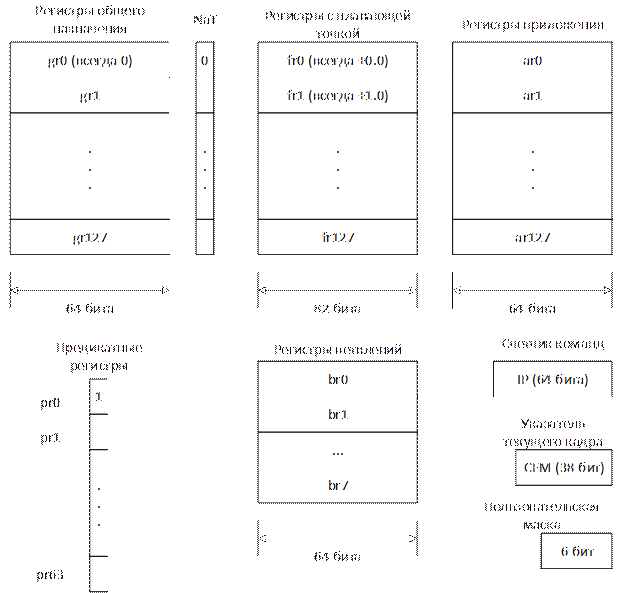 Регистры общего
назначения
NaT
Регистры с плавающей
точкой
Регистры приложения
gr0 (всегда 0)
0
fr0 (всегда +0.0)
ar0
gr1
fr1 (всегда +1.0)
ar1
.
.
.
.
.
.
.
.
.
.
.
.
gr127
fr127
ar127
64 бита
82 бита
64 бита
Предикатные
регистры
Регистры ветвлений
Счетчик команд
pr0
1
br0
IP (64 бита)
pr1
br1
Указатель
текущего кадра
...
CFM (38 бит)
.
.
.
br7
Пользовательская
маска
64 бита
6 бит
pr63